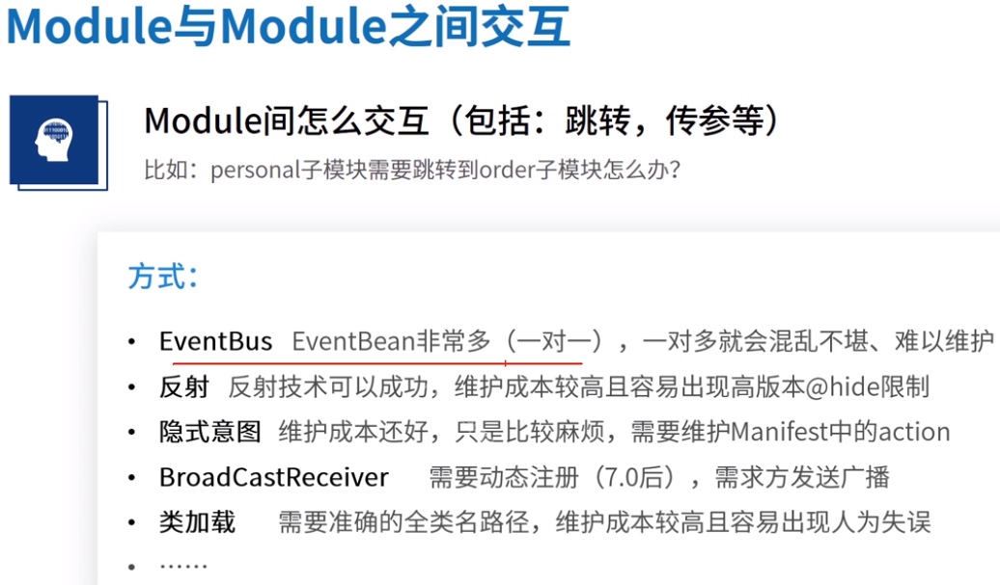 Module与Module之间交互
Module间怎么交互（包括：跳转，传参等）
比如：personal子模块需要跳转到order子模块怎么办？
方式：
• EventBus EventBean非常多（一对一），一对多就会混乱不堪、难以维护
• 反射 反射技术可以成功，维护成本较高且容易出现高版本@hide限制
• 隐式意图 维护成本还好，只是比较麻烦，需要维护Manifest中的action
• BroadCastReceiver 需要动态注册（7.0后），需求方发送广播
• 类加载 需要准确的全类名路径，维护成本较高且容易出现人为失误
• ······